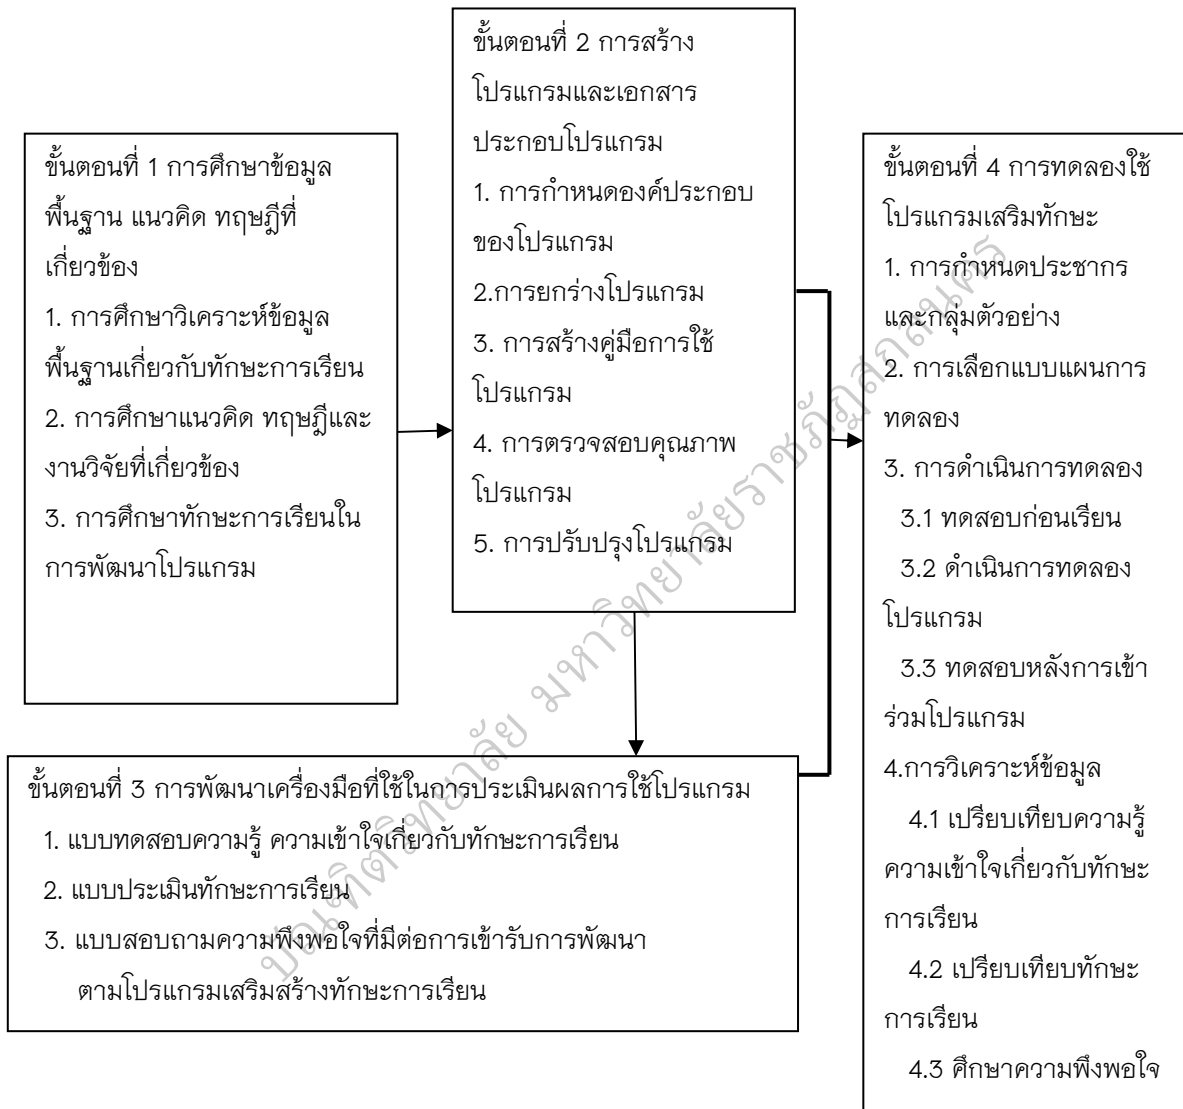 ขั้นตอนที่ 1 การศึกษาข้อมูล
พื้นฐาน แนวคิด ทฤษฎีที่
เกี่ยวข้อง
1. การศึกษาวิเคราะห์ข้อมูล
พื้นฐานเกี่ยวกับทักษะการเรียน
2. การศึกษาแนวคิด ทฤษฎีและ
งานวิจัยที่เกี่ยวข้อง
3. การศึกษาทักษะการเรียนใน
การพัฒนาโปรแกรม
ขั้นตอนที่ 2 การสร้าง
โปรแกรมและเอกสาร
ประกอบโปรแกรม
1. การกำหนดองค์ประกอบ
ของโปรแกรม
2.การยกร่างโปรแกรม
3. การสร้างคู่มือการใช้
โปรแกรม
4. การตรวจสอบคุณภาพ
โปรแกรม
5. การปรับปรุงโปรแกรม
ขั้นตอนที่ 3 การพัฒนาเครื่องมือที่ใช้ในการประเมินผลการใช้โปรแกรม
1. แบบทดสอบความรู้ ความเข้าใจเกี่ยวกับทักษะการเรียน
2. แบบประเมินทักษะการเรียน
3. แบบสอบถามความพึงพอใจที่มีต่อการเข้ารับการพัฒนา
ตามโปรแกรมเสริมสร้างทักษะการเรียน
ขั้นตอนที่ 4 การทดลองใช้
โปรแกรมเสริมทักษะ
1. การกำหนดประชากร
และกลุ่มตัวอย่าง
2. การเลือกแบบแผนการ
ทดลอง
3. การดำเนินการทดลอง
3.1 ทดสอบก่อนเรียน
3.2 ดำเนินการทดลอง
โปรแกรม
3.3 ทดสอบหลังการเข้า
ร่วมโปรแกรม
4.การวิเคราะห์ข้อมูล
4.1 เปรียบเทียบความรู้
ความเข้าใจเกี่ยวกับทักษะ
การเรียน
4.2 เปรียบเทียบทักษะ
การเรียน
4.3 ศึกษาความพึงพอใจ
บัณฑิตวิทยาลัย มหาวิทยาลัยราชภัฏสกลนคร